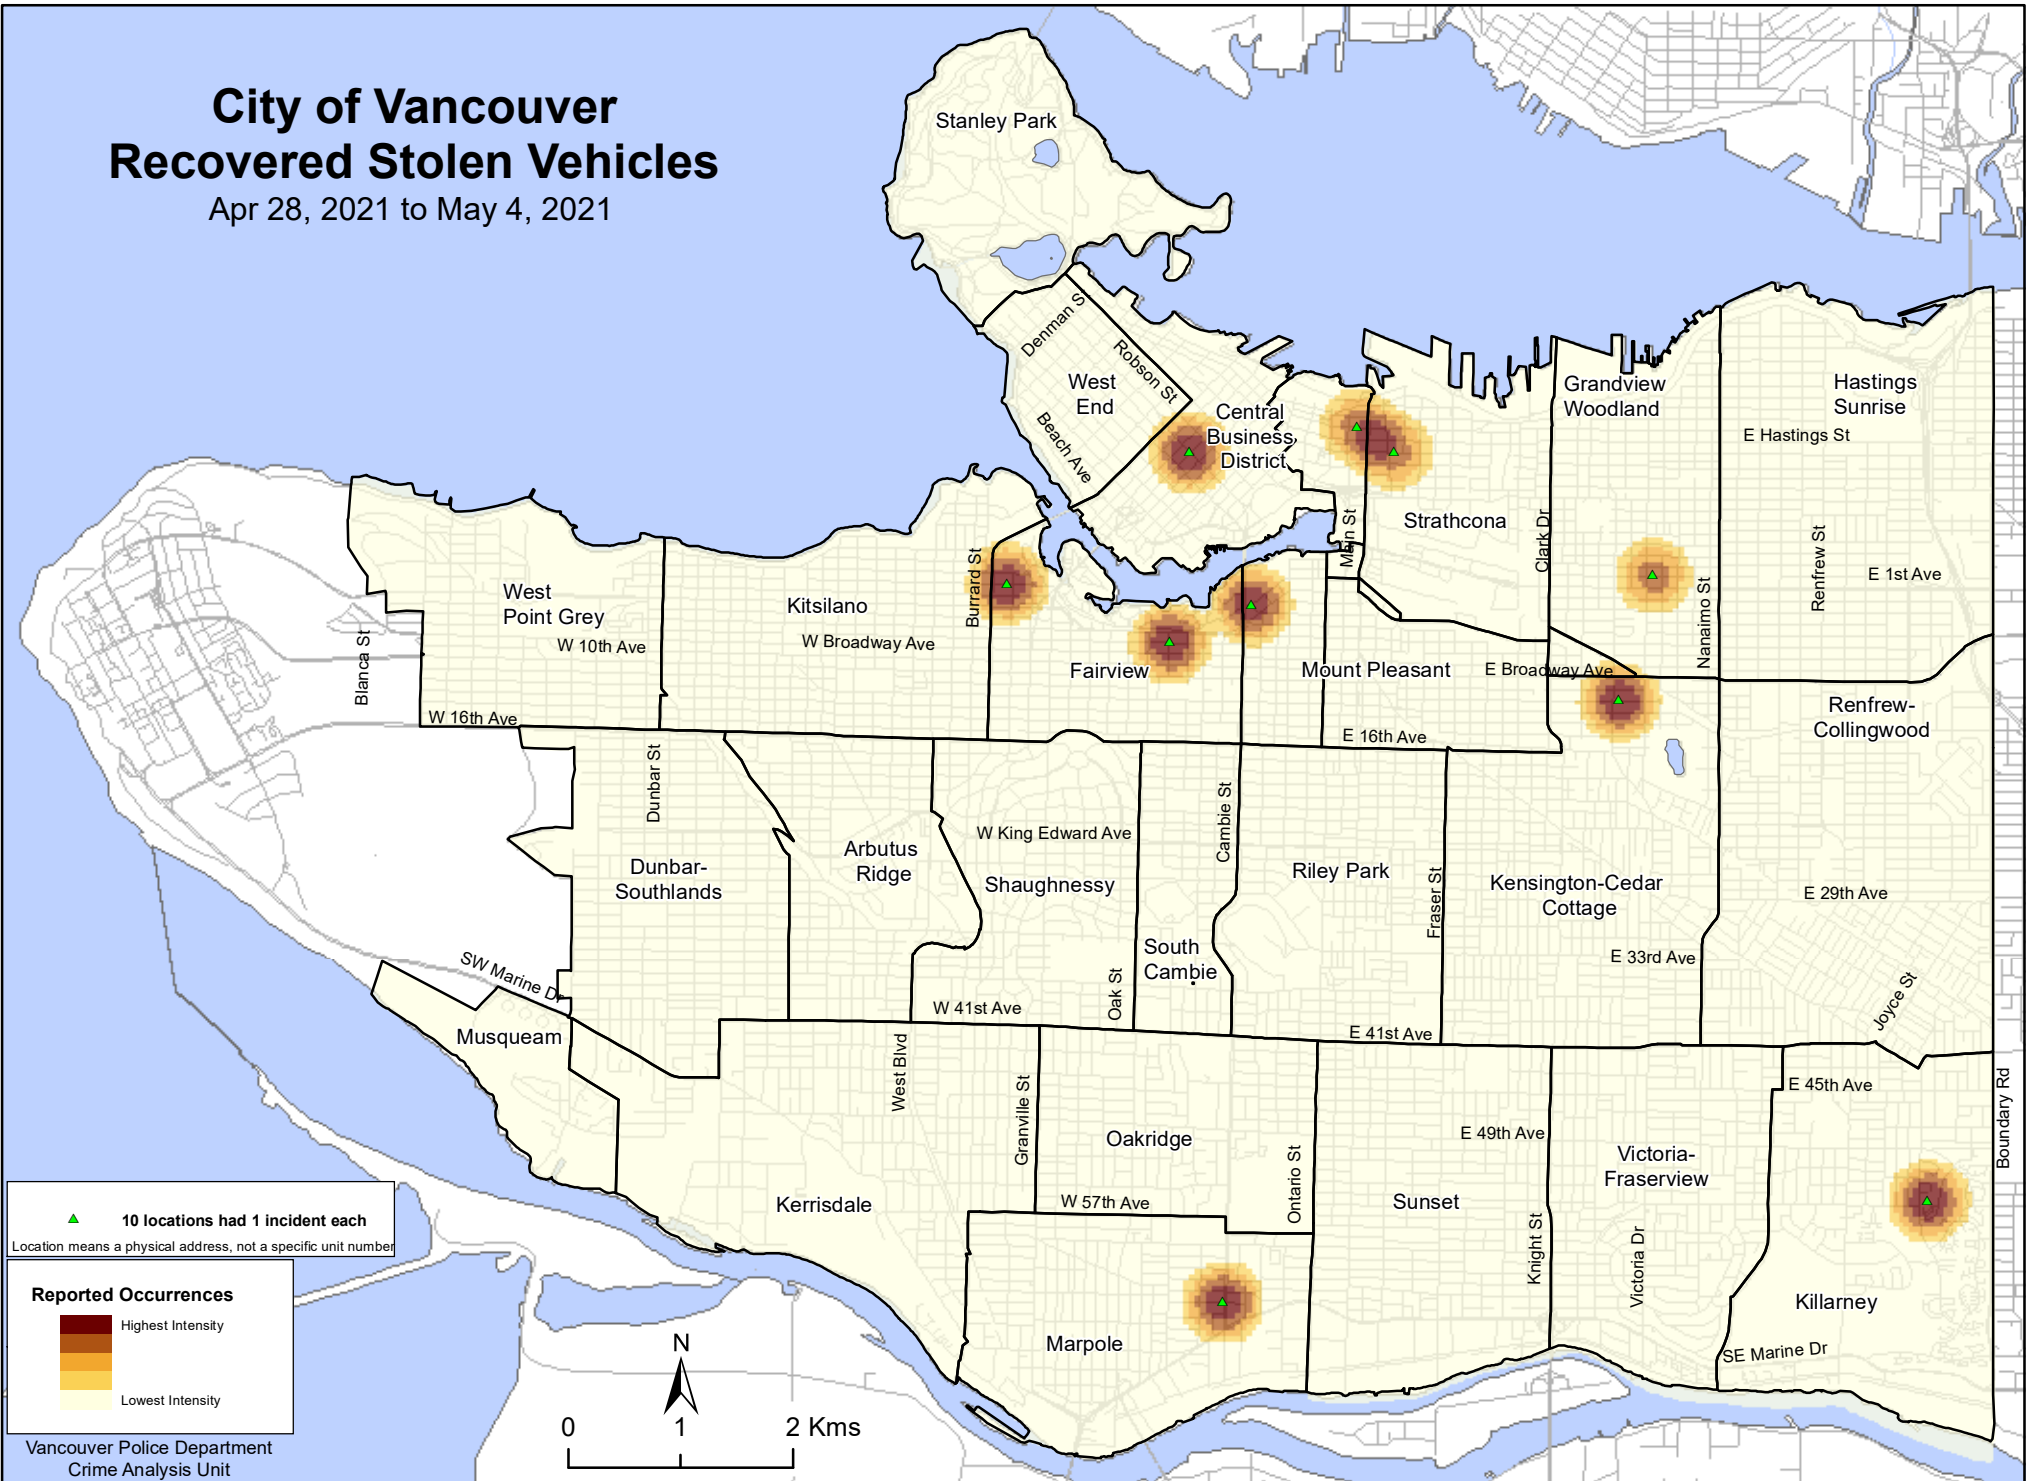 City of Vancouver
Recovered Stolen Vehicles
Apr 28, 2021 to May 4, 2021
Stanley Park
Denman S
Robson St
West
End
Beach Ave
Central
Business
District
Grandview
Woodland
Hastings
Sunrise
E Hastings St
Strathcona
Main St
Clark Dr
Nanaimo St
Renfrew St
E 1st Ave
West
Point Grey
W 10th Ave
Blanca St
Kitsilano
W Broadway Ave
Burrard St
Fairview
Mount Pleasant
E Broadway Ave
Renfrew-
Collingwood
W 16th Ave
E 16th Ave
Dunbar St
Dunbar-
Southlands
Arbutus
Ridge
W King Edward Ave
Shaughnessy
Cambie St
Riley Park
Fraser St
Kensington-Cedar
Cottage
E 29th Ave
South
Cambie
Oak St
E 33rd Ave
Joyce St
SW Marine Dr
W 41st Ave
E 41st Ave
Musqueam
West Blvd
Granville St
E 45th Ave
Boundary Rd
Oakridge
E 49th Ave
Victoria-
Fraserview
Ontario St
W 57th Ave
Kerrisdale
Sunset
Knight St
Victoria Dr
Killarney
Marpole
SE Marine Dr
10 locations had 1 incident each
Location means a physical address, not a specific unit number
Reported Occurrences
Highest Intensity
Lowest Intensity
Vancouver Police Department
Crime Analysis Unit
N
0 1 2 Kms